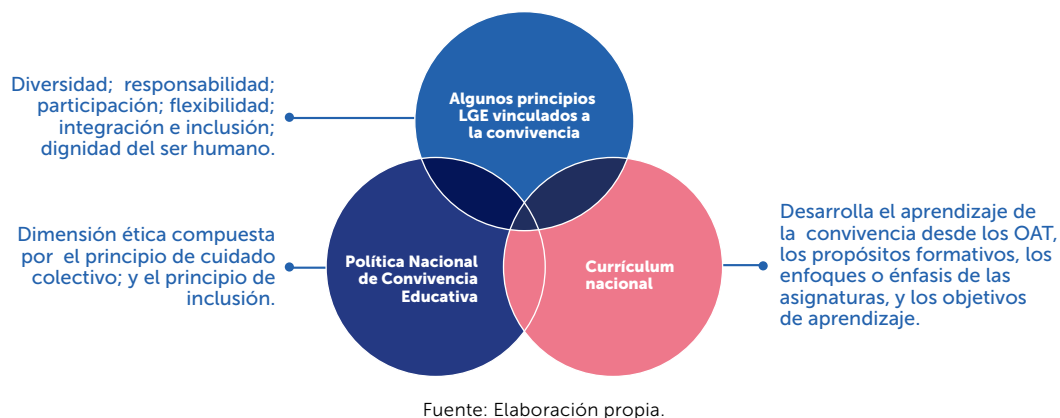 Diversidad; responsabilidad;
participación; flexibilidad;
integración e inclusión;
dignidad del ser humano.
Algunos principios
LGE vinculados a
la convivencia
Dimensión ética compuesta
por el principio de cuidado
colectivo; y el principio de
inclusión.
Política Nacional
de Convivencia
Educativa
Currículum
nacional
Desarrolla el aprendizaje de
la convivencia desde los OAT,
los propósitos formativos, los
enfoques o énfasis de las
asignaturas, y los objetivos
de aprendizaje.
Fuente: Elaboración propia.